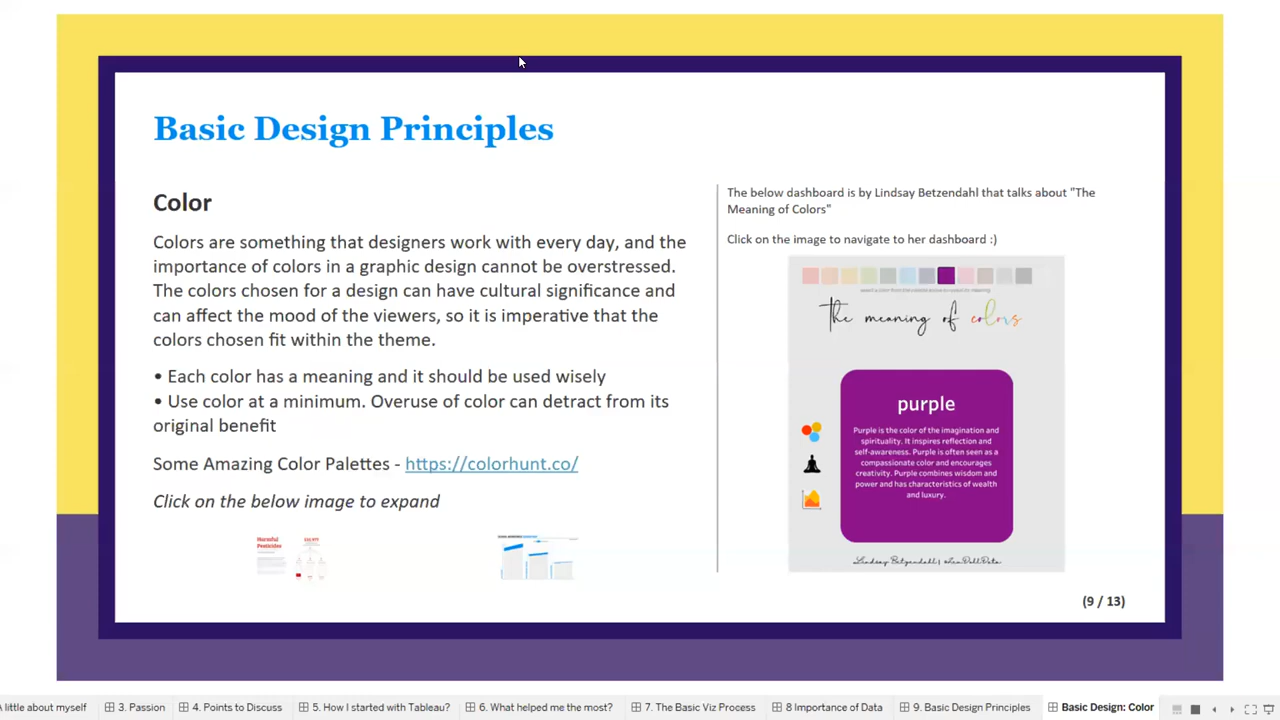 Basic Design Principles
Color
Colors are something that designers work with every day, and the
importance of colors in a graphic design cannot be overstressed.
The colors chosen for a design can have cultural significance and
can affect the mood of the viewers, so it is imperative that the
colors chosen fit within the theme.
• Each color has a meaning and it should be used wisely
• Use color at a minimum. Overuse of color can detract from its
original benefit
Some Amazing Color Palettes - https://colorhunt.co/
Click on the below image to expand
Harmful
Pesticides
The below dashboard is by Lindsay Betzendahl that talks about "The
Meaning of Colors"
Click on the image to navigate to her dashboard :)
the meaning of colors
purple
Purple is the color of the imagination and
spirituality. It inspires reflection and
self-awareness. Purple is often seen as a
compassionate color and encourages
creativity. Purple combines wisdom and
power and has characteristics of wealth
and luxury.
Lindsay Betzendahl |
(9 / 13)
A little about myself
3. Passion
4. Points to Discuss
5. How I started with Tableau?
6. What helped me the most?
7. The Basic Viz Process
8 Importance of Data
9. Basic Design Principles
Basic Design: Color